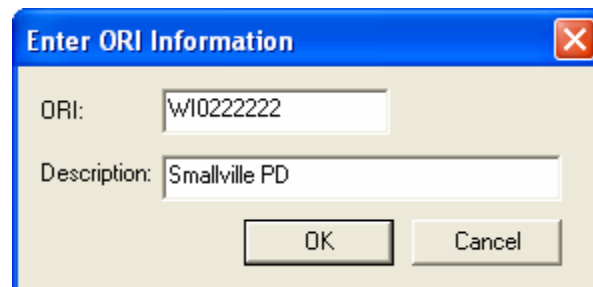 Enter ORI Information
ORI: WI0222222
Description: Smallville PD
OK Cancel